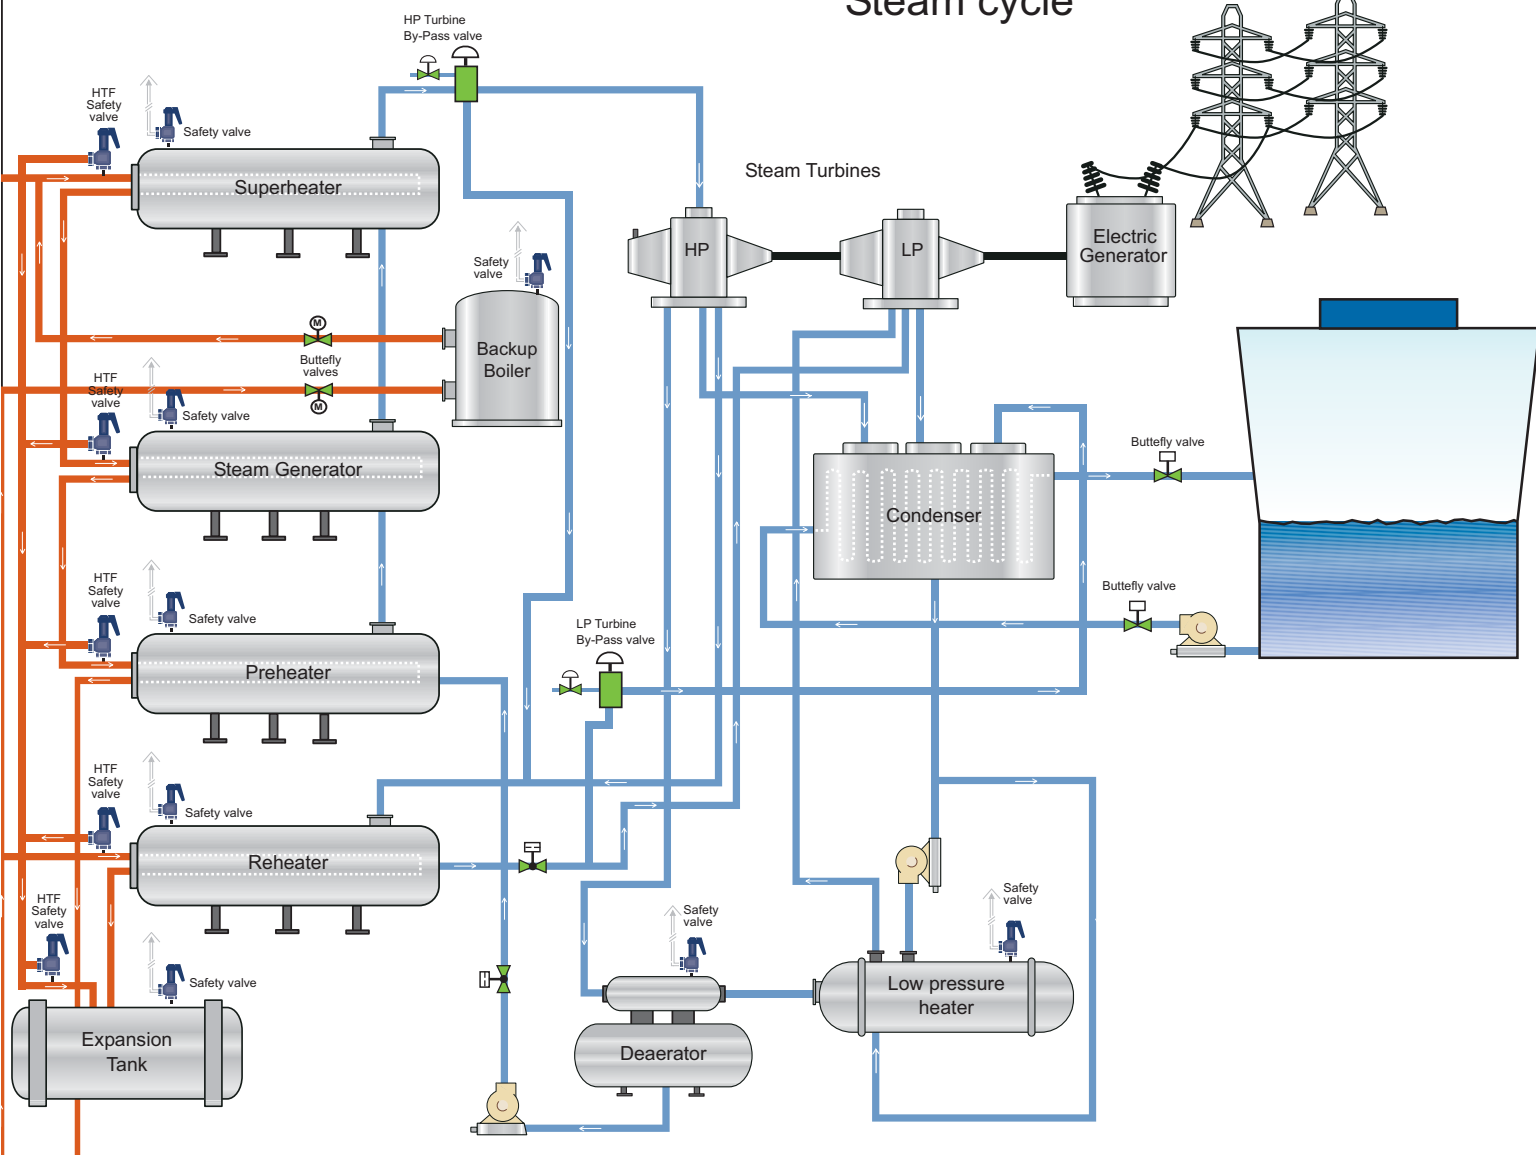 Steam cycle
HP Turbine
By-Pass valve
HTF
Safety
valve
Safety valve
Superheater
Steam Turbines
HP
LP
Electric
Generator
Safety
valve
M
Buttefly
valves
M
Backup
Boiler
HTF
Safety
valve
Safety valve
Steam Generator
Buttefly valve
Condenser
Buttefly valve
HTF
Safety
valve
Safety valve
Preheater
LP Turbine
By-Pass valve
HTF
Safety
valve
Safety valve
Reheater
HTF
Safety
valve
Safety valve
Expansion
Tank
Safety
valve
Deaerator
Safety
valve
Low pressure
heater